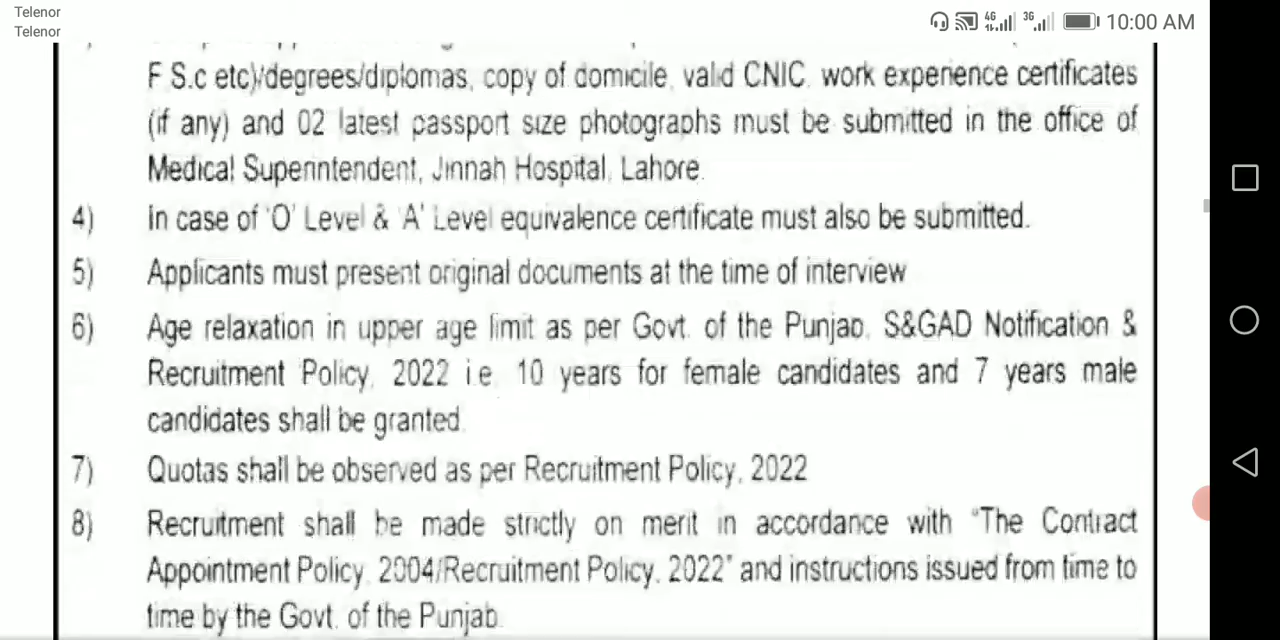 Telenor
Telenor
4G
3G
10:00 AM
F S.c etc)/degrees/diplomas, copy of domicile, valid CNIC, work experience certificates
(if any) and 02 latest passport size photographs must be submitted in the office of
Medical Superintendent, Jinnah Hospital, Lahore.
4) In case of 'O' Level & 'A' Level equivalence certificate must also be submitted.
5) Applicants must present original documents at the time of interview
6) Age relaxation in upper age limit as per Govt. of the Punjab, S&GAD Notification &
Recruitment Policy, 2022 i.e. 10 years for female candidates and 7 years male
candidates shall be granted.
7) Quotas shall be observed as per Recruitment Policy, 2022
8) Recruitment shall be made strictly on merit in accordance with "The Contract
Appointment Policy, 2004/Recruitment Policy, 2022" and instructions issued from time to
time by the Govt. of the Punjab.